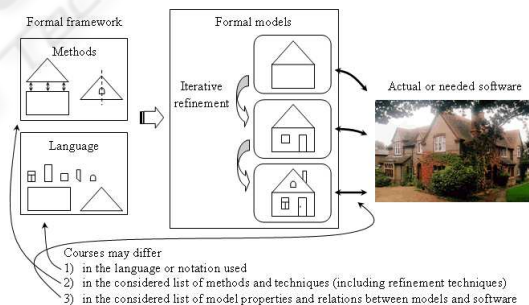 Formal framework
Formal models
Methods
Iterative
refinement
Actual or needed software
Language
Courses may differ
1) in the language or notation used
2) in the considered list of methods and techniques (including refinement techniques)
3) in the considered list of model properties and relations between models and software